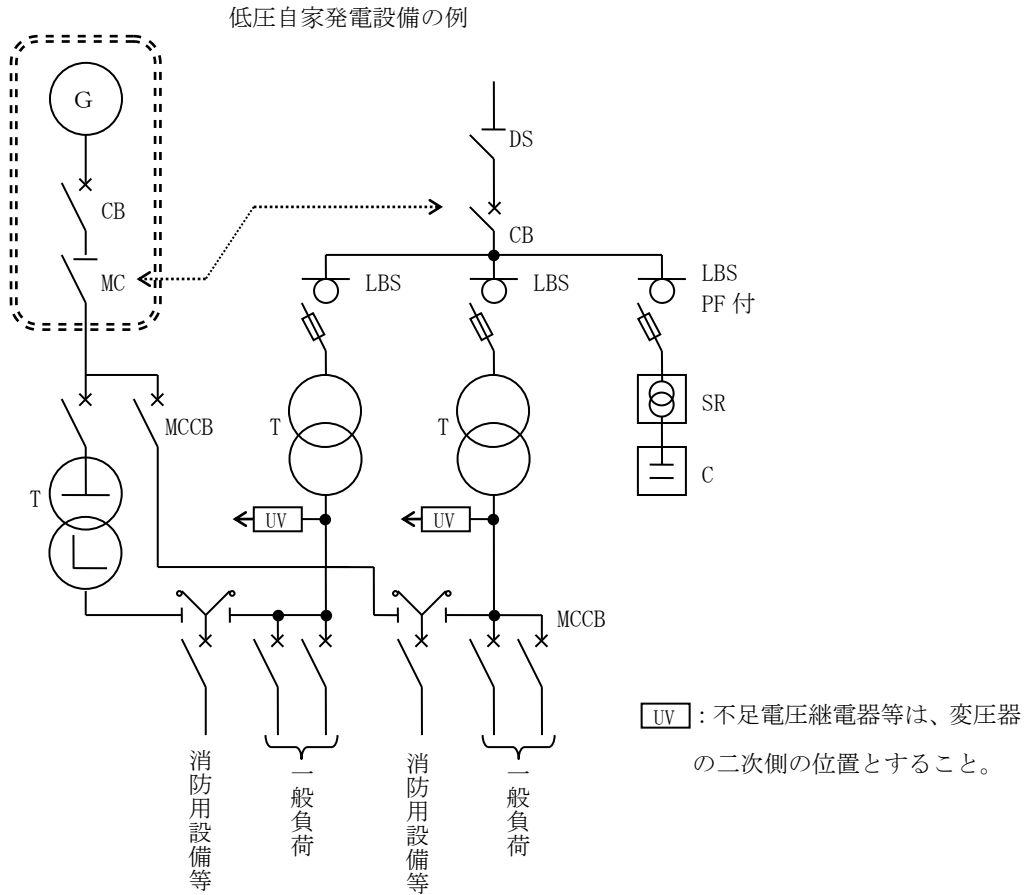 低圧自家発電設備の例
G
DS
CB
CB
MC
LBS
LBS
LBS
PF 付
T
T
SR
MCCB
C
T
UV
UV
MCCB
UV:不足電圧継電器等は、変圧器
の二次側の位置とすること。
消防用設備等
一般負荷
消防用設備等
一般負荷